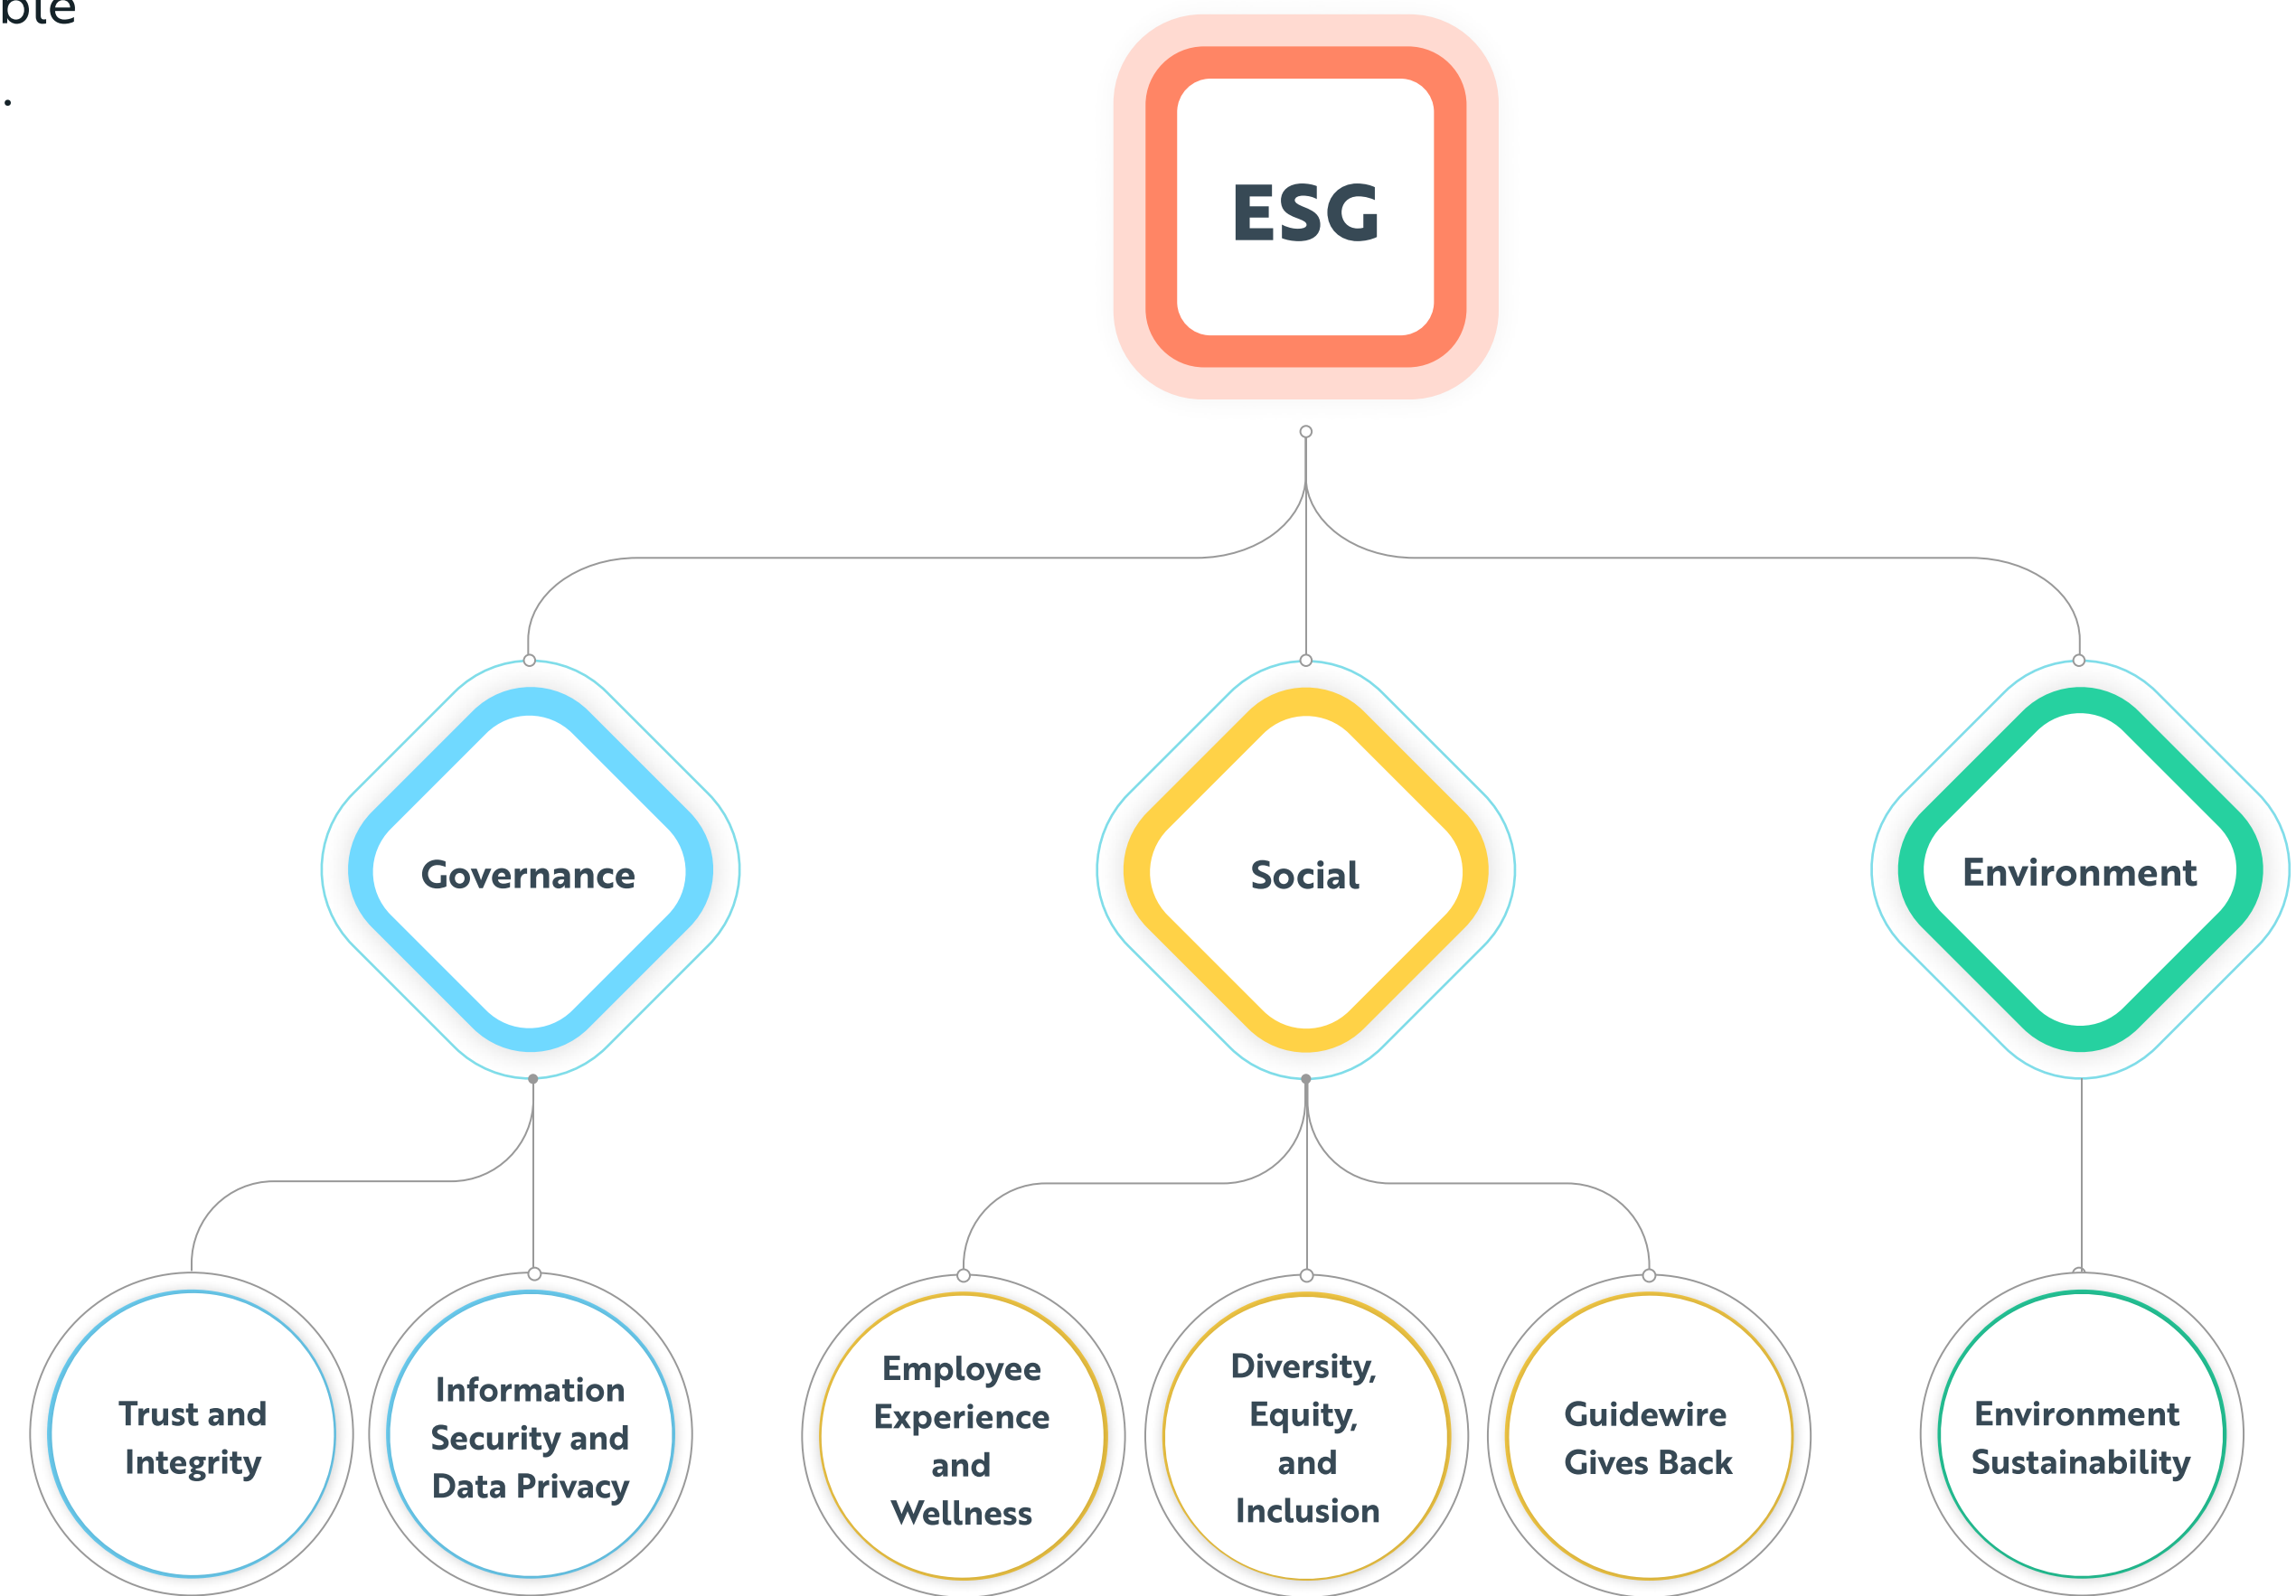 ble
.
ESG
Governance
Social
Environment
Trust and
Integrity
Information
Security and
Data Privacy
Employee
Experience
and
Wellness
Diversity,
Equity,
and
Inclusion
Guidewire
Gives Back
Environment
Sustainability